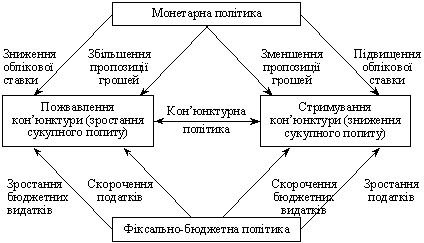 Монетарна політика
Зниження
облікової
ставки
Збільшення
пропозиції
грошей
Зменшення
пропозиції
грошей
Підвищення
облікової
ставки
Пожвавлення
кон’юнктури (зростання
сукупного попиту)
Кон’юнктурна
політика
Стримування
кон’юнктури (зниження
сукупного попиту)
Зростання
бюджетних
видатків
Скорочення
податків
Скорочення
бюджетних
видатків
Зростання
податків
Фіксально-бюджетна політика